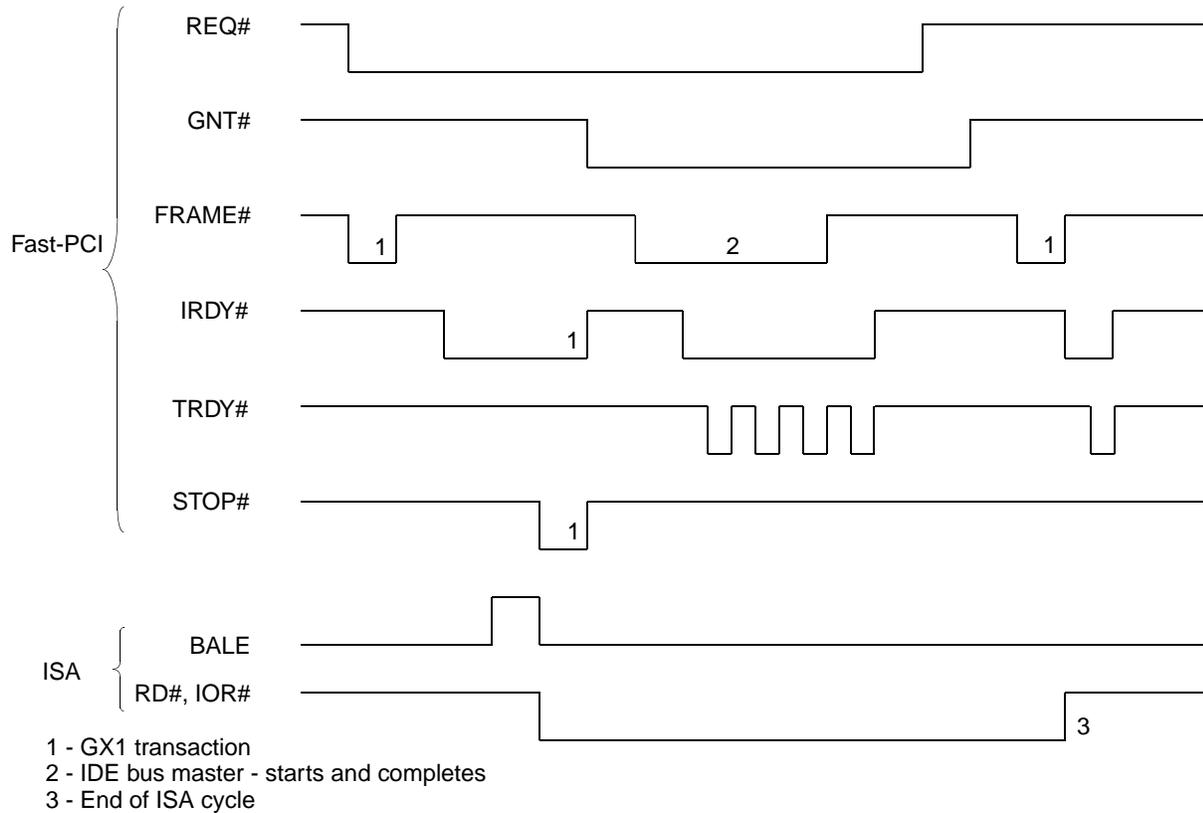 REQ#
GNT#
FRAME#
1
2
1
Fast-PCI
IRDY#
1
TRDY#
STOP#
1
BALE
ISA
RD#, IOR#
3
1 - GX1 transaction
2 - IDE bus master - starts and completes
3 - End of ISA cycle